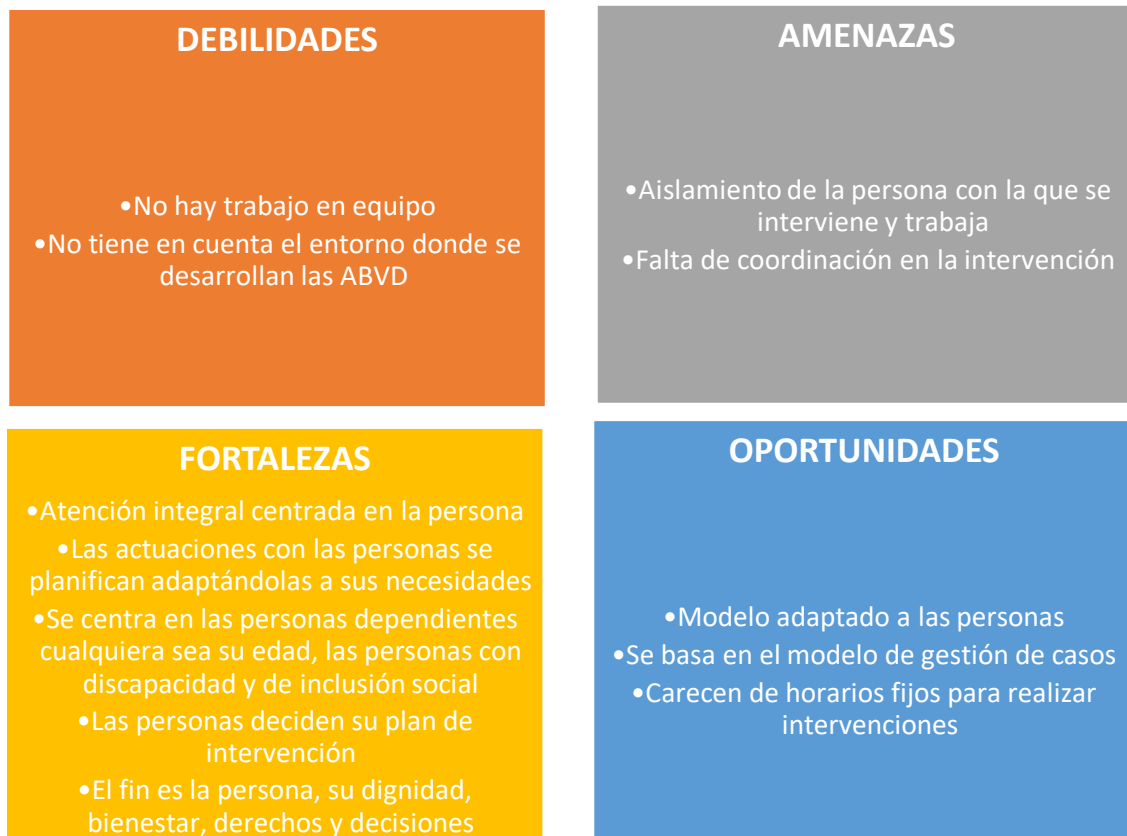 DEBILIDADES
•No hay trabajo en equipo
•No tiene en cuenta el entorno donde se
desarrollan las ABVD
AMENAZAS
•Aislamiento de la persona con la que se
interviene y trabaja
•Falta de coordinación en la intervención
FORTALEZAS
•Atención integral centrada en la persona
•Las actuaciones con las personas se
planifican adaptándolas a sus necesidades
•Se centra en las personas dependientes
cualquiera sea su edad, las personas con
discapacidad y de inclusión social
•Las personas deciden su plan de
intervención
•El fin es la persona, su dignidad,
bienestar, derechos y decisiones
OPORTUNIDADES
•Modelo adaptado a las personas
•Se basa en el modelo de gestión de casos
•Carecen de horarios fijos para realizar
intervenciones